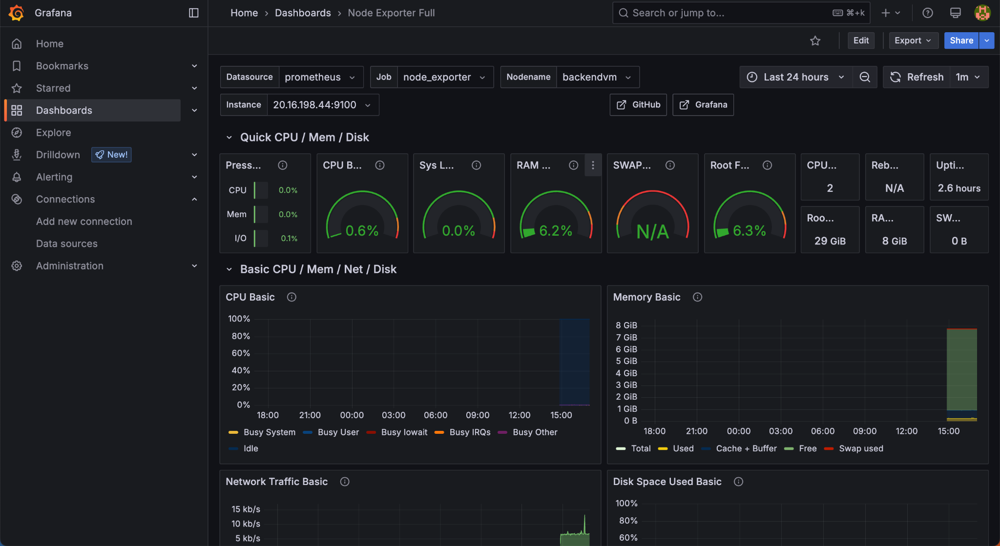 Grafana
Home › Dashboards › Node Exporter Full
Search or jump to... ⌘+k
Home
Bookmarks
Starred
Dashboards
Explore
Drilldown New!
Alerting
Connections
Add new connection
Data sources
Administration
Edit Export Share
Datasource prometheus Job node_exporter Nodename backendvm Last 24 hours Refresh 1m
Instance 20.16.198.44:9100 GitHub Grafana
Quick CPU / Mem / Disk
Press...
CPU 0.0%
Mem 0.0%
I/O 0.1%
CPU B...
0.6%
Sys L...
0.0%
RAM ...
6.2%
SWAP...
N/A
Root F...
6.3%
CPU...
2
Reb...
N/A
Upti...
2.6 hours
Roo...
29 GiB
RA...
8 GiB
SW...
0 B
Basic CPU / Mem / Net / Disk
CPU Basic
100%
80%
60%
40%
20%
0%
18:00 21:00 00:00 03:00 06:00 09:00 12:00 15:00
Busy System Busy User Busy Iowait Busy IRQs Busy Other
Idle
Memory Basic
8 GiB
7 GiB
6 GiB
5 GiB
4 GiB
3 GiB
2 GiB
1 GiB
0 B
18:00 21:00 00:00 03:00 06:00 09:00 12:00 15:00
Total Used Cache + Buffer Free Swap used
Network Traffic Basic
15 kb/s
10 kb/s
5 kb/s
Disk Space Used Basic
100%
80%
60%